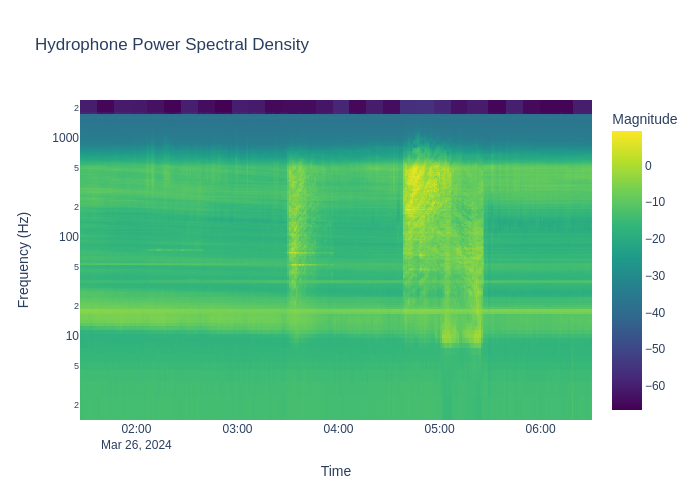 Hydrophone Power Spectral Density
Magnitude
2
1000
5
2
100
5
2
10
5
2
0
−10
−20
−30
−40
−50
−60
Frequency (Hz)
02:00 03:00 04:00 05:00 06:00
Mar 26, 2024
Time